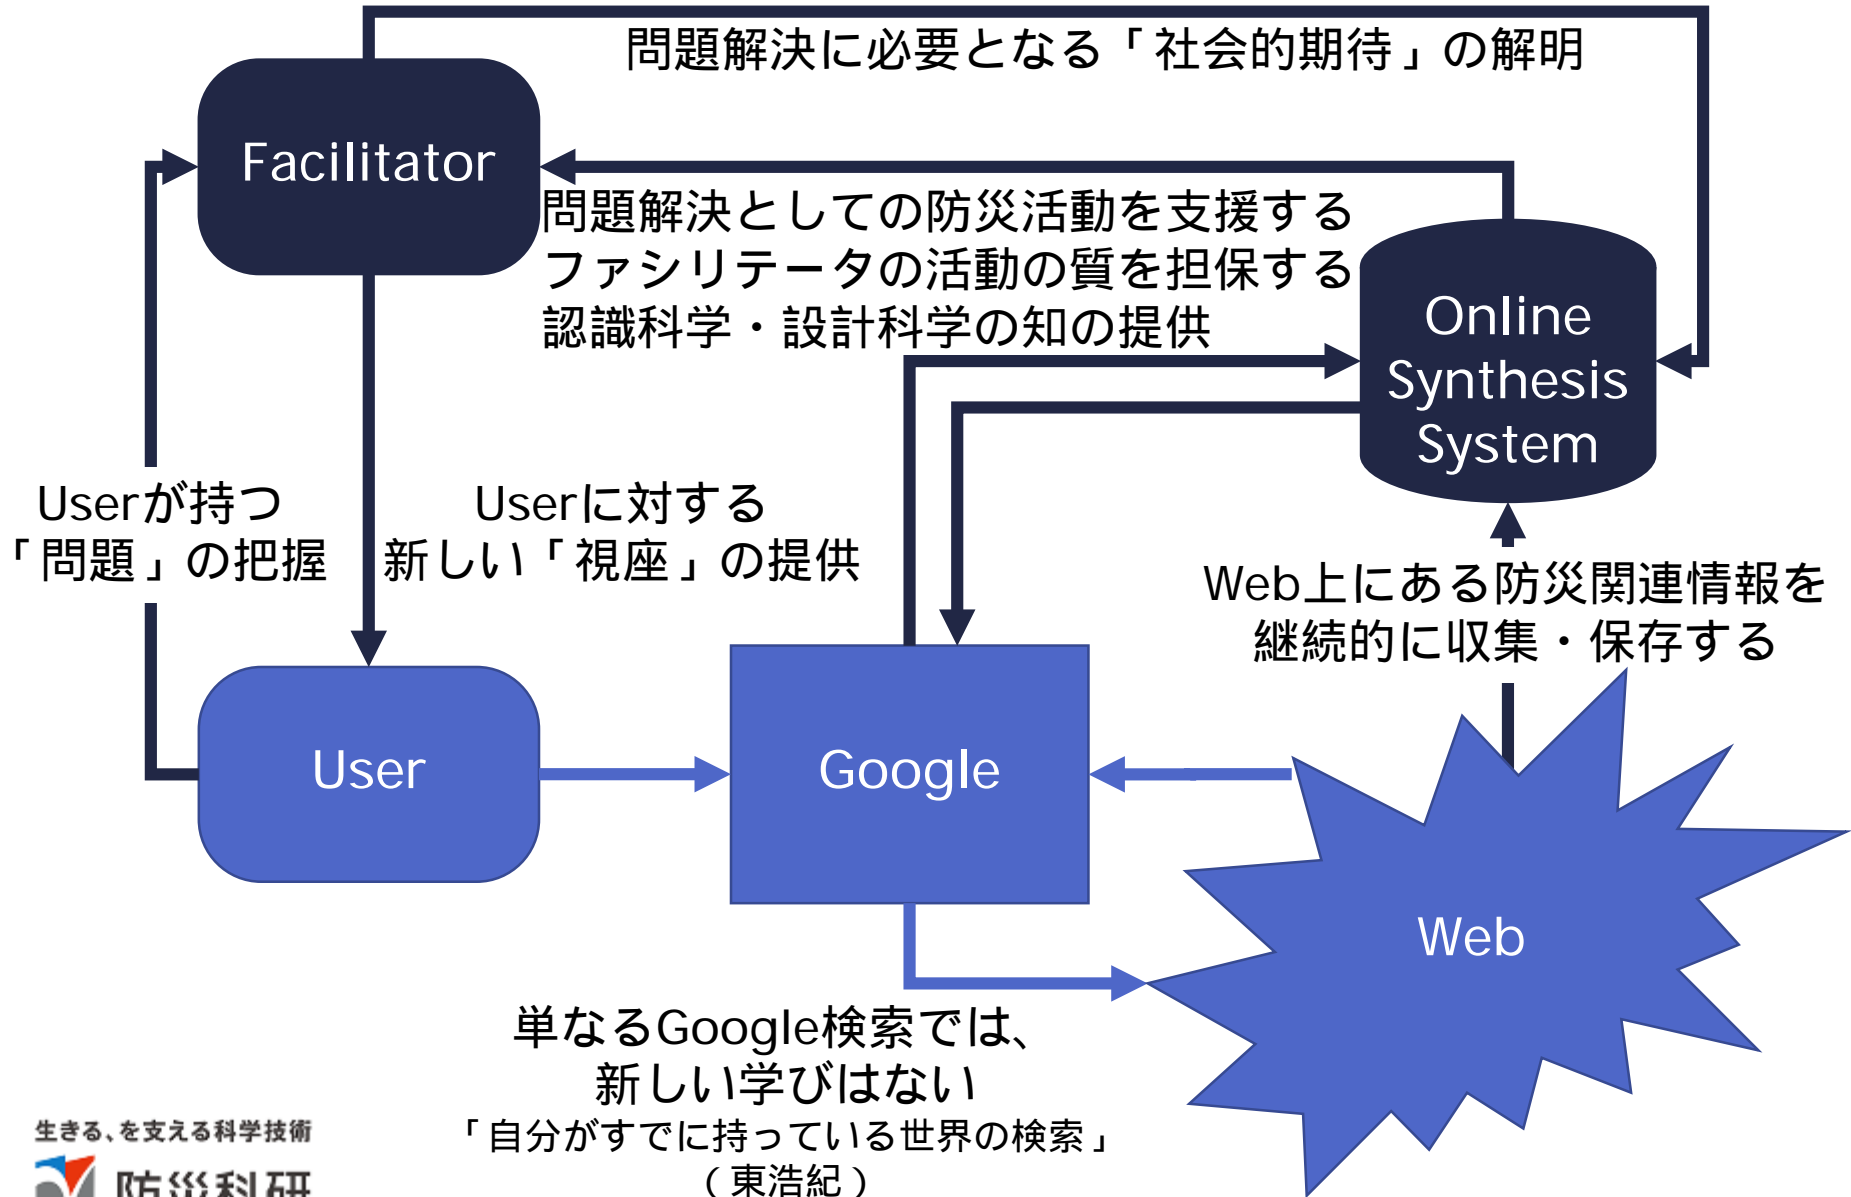 問題解決に必要となる「社会的期待」の解明
Facilitator
問題解決としての防災活動を支援する
ファシリテータの活動の質を担保する
認識科学・設計科学の知の提供
Online
Synthesis
System
Userが持つ
「問題」の把握
Userに対する
新しい「視座」の提供
Web上にある防災関連情報を
継続的に収集・保存する
User
Google
Web
単なるGoogle検索では、
新しい学びはない
「自分がすでに持っている世界の検索」
(東浩紀)
生きる、を支える科学技術
防災科研